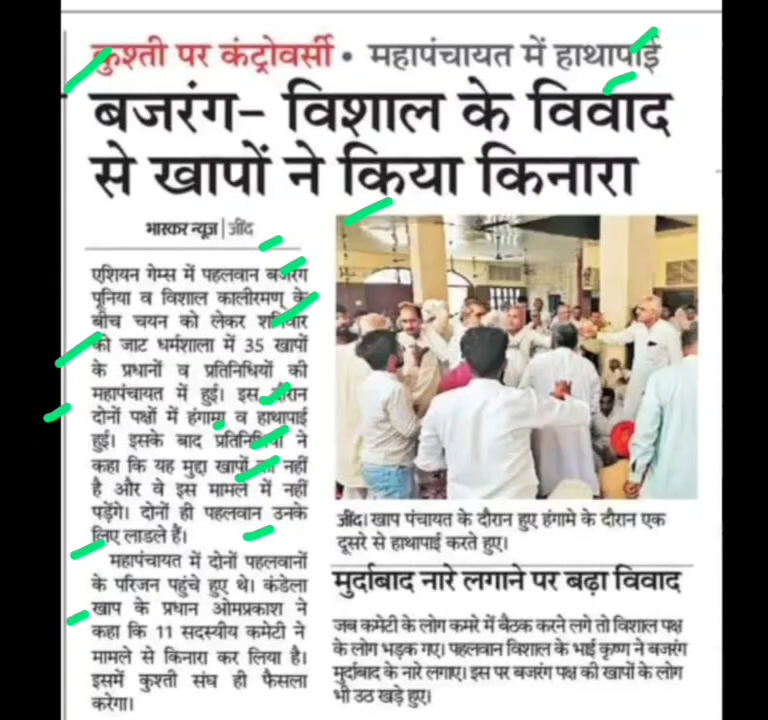 कुश्ती पर कंट्रोवर्सी • महापंचायत में हाथापाई
बजरंग- विशाल के विवाद
से खापों ने किया किनारा
भास्कर न्यूज | जींद
एशियन गेम्स में पहलवान बजरंग
पूनिया व विशाल कालीरमण के
बीच चयन को लेकर शनिवार
की जाट धर्मशाला में 35 खापों
के प्रधानों व प्रतिनिधियों की
महापंचायत में हुई। इस दौरान
दोनों पक्षों में हंगामा व हाथापाई
हुई। इसके बाद प्रतिनिधियों ने
कहा कि यह मुद्दा खापों का नहीं
है और वे इस मामले में नहीं
पड़ेंगे। दोनों ही पहलवान उनके
लिए लाडले हैं।
महापंचायत में दोनों पहलवानों
के परिजन पहुंचे हुए थे। कंडेला
खाप के प्रधान ओमप्रकाश ने
कहा कि 11 सदस्यीय कमेटी ने
मामले से किनारा कर लिया है।
इसमें कुश्ती संघ ही फैसला
करेगा।
जींद। खाप पंचायत के दौरान हुए हंगामे के दौरान एक
दूसरे से हाथापाई करते हुए।
मुर्दाबाद नारे लगाने पर बढ़ा विवाद
जब कमेटी के लोग कमरे में बैठक करने लगे तो विशाल पक्ष
के लोग भड़क गए। पहलवान विशाल के भाई कृष्ण ने बजरंग
मुर्दाबाद के नारे लगाए। इस पर बजरंग पक्ष की खापों के लोग
भी उठ खड़े हुए।